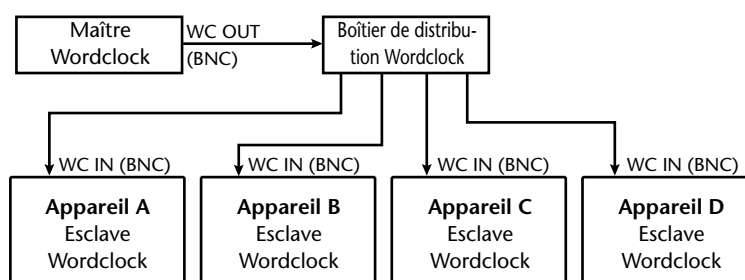 Maître
Wordclock
WC OUT
(BNC)
Boîtier de distribu-
tion Wordclock
WC IN (BNC)
WC IN (BNC)
WC IN (BNC)
WC IN (BNC)
Appareil A
Esclave
Wordclock
Appareil B
Esclave
Wordclock
Appareil C
Esclave
Wordclock
Appareil D
Esclave
Wordclock